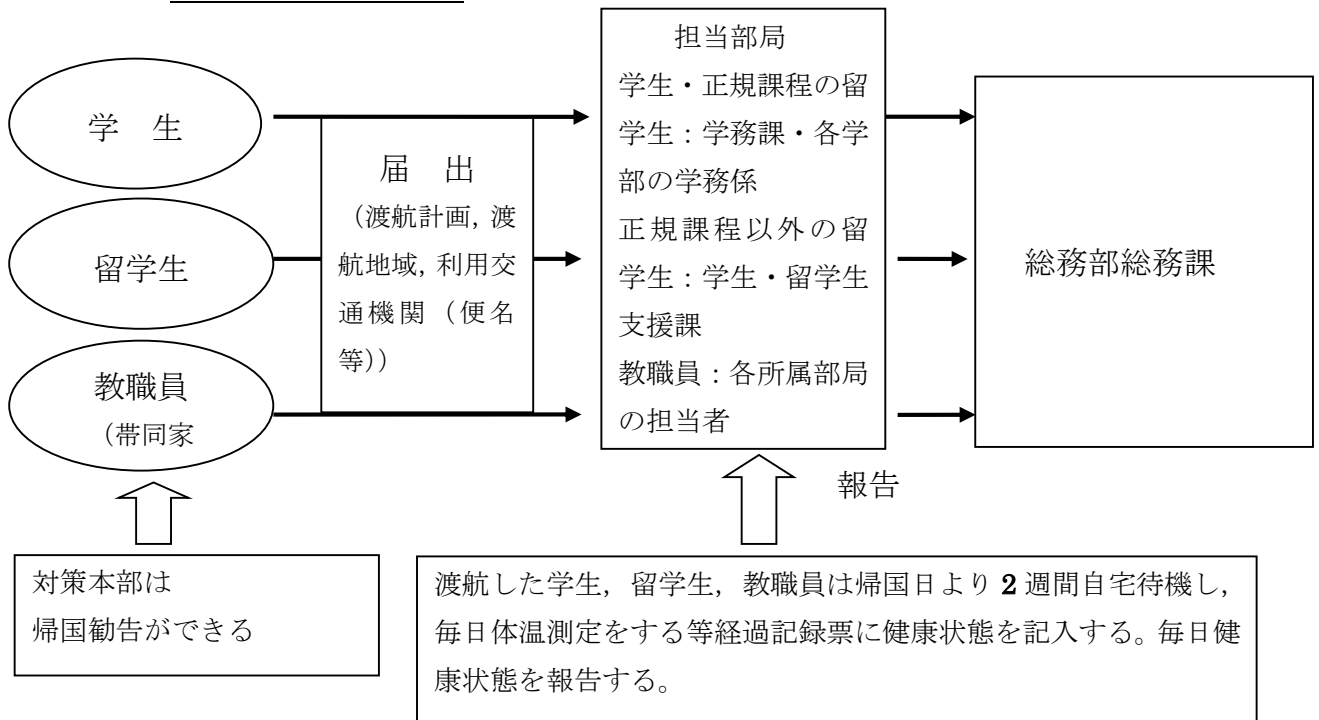 学　生
留学生
教職員
（帯同家
届　出
（渡航計画，渡
航地域，利用交
通機関（便名
等））
担当部局
学生・正規課程の留
学生：学務課・各学
部の学務係
正規課程以外の留
学生：学生・留学生
支援課
教職員：各所属部局
の担当者
総務部総務課
報告
対策本部は
帰国勧告ができる
渡航した学生，留学生，教職員は帰国日より 2 週間自宅待機し，
毎日体温測定をする等経過記録票に健康状態を記入する。毎日健
康状態を報告する。